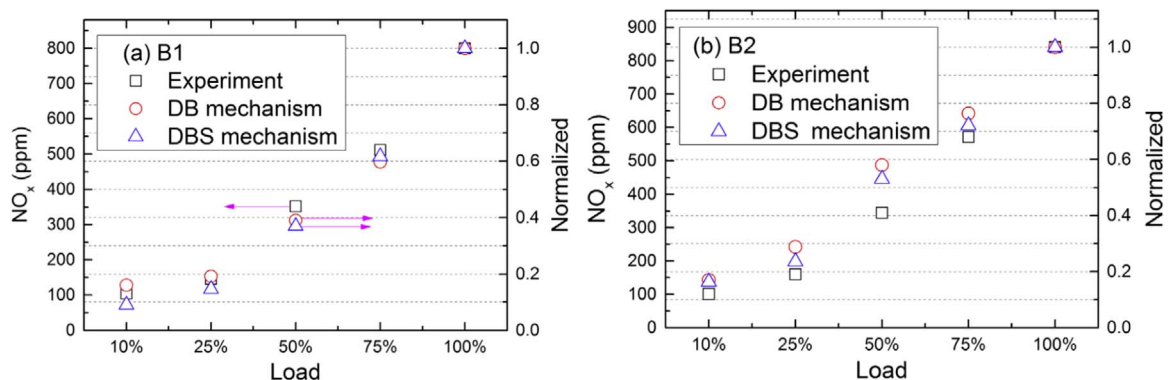 (a) B1
Experiment
DB mechanism
DBS mechanism
NOₓ (ppm)
800
700
600
500
400
300
200
100
0
1.0
0.8
0.6
0.4
0.2
0.0
Normalized
10% 25% 50% 75% 100%
Load
(b) B2
Experiment
DB mechanism
DBS mechanism
NOₓ (ppm)
900
800
700
600
500
400
300
200
100
0
1.0
0.8
0.6
0.4
0.2
0.0
Normalized
10% 25% 50% 75% 100%
Load